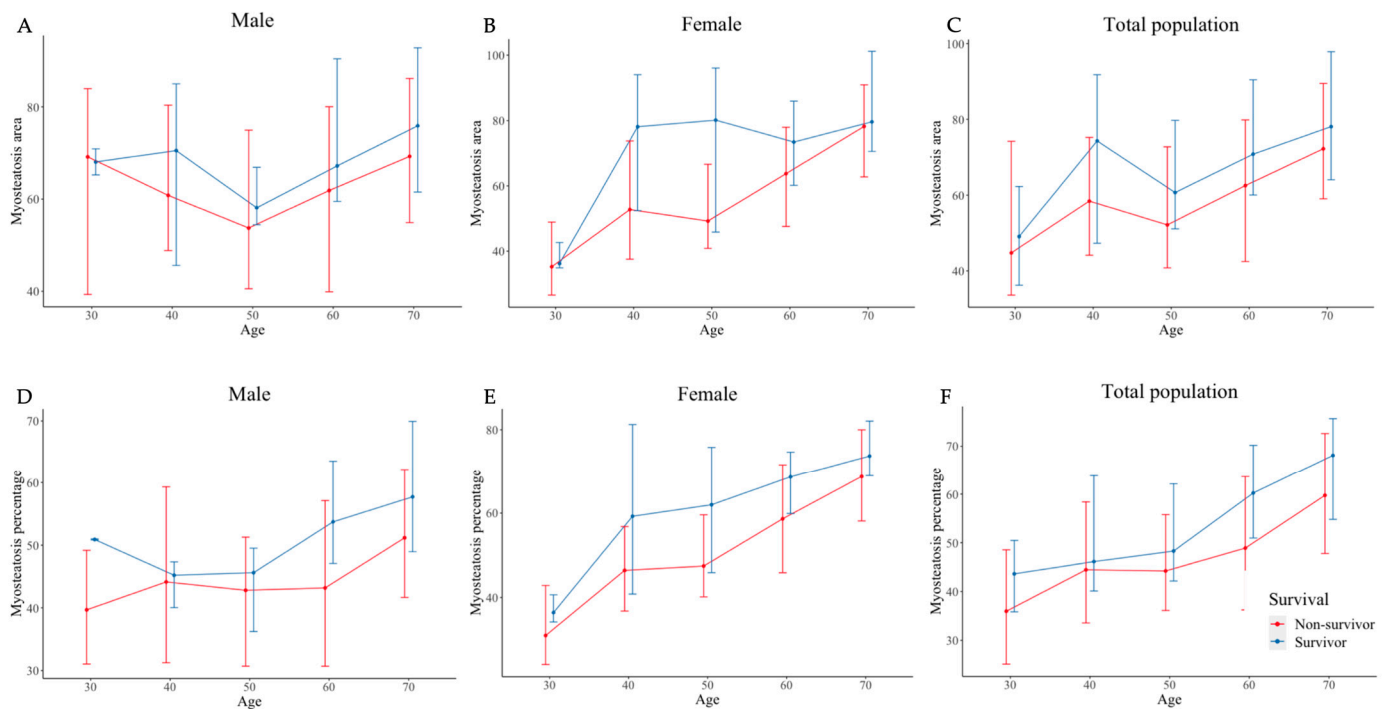 A
Male
Myosteatosis area
80
60
40
30 40 50 60 70
Age
B
Female
Myosteatosis area
100
80
60
40
30 40 50 60 70
Age
C
Total population
Myosteatosis area
100
80
60
40
30 40 50 60 70
Age
D
Male
Myosteatosis percentage
70
60
50
40
30
30 40 50 60 70
Age
E
Female
Myosteatosis percentage
80
60
40
30 40 50 60 70
Age
F
Total population
Myosteatosis percentage
70
60
50
40
30
30 40 50 60 70
Age
Survival
Non-survivor
Survivor